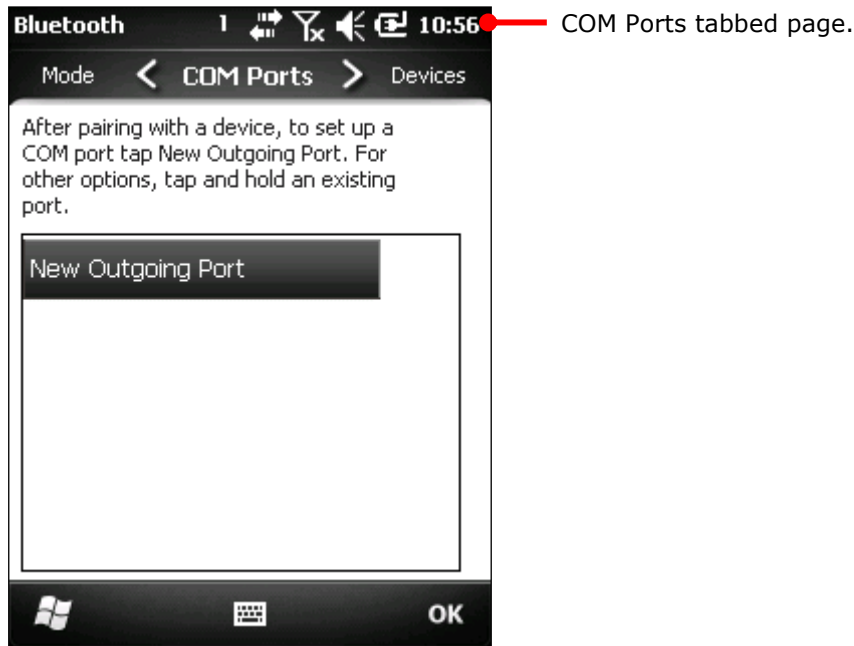 Bluetooth 1 10:56
COM Ports tabbed page.
Mode COM Ports Devices
After pairing with a device, to set up a
COM port tap New Outgoing Port. For
other options, tap and hold an existing
port.
New Outgoing Port
OK